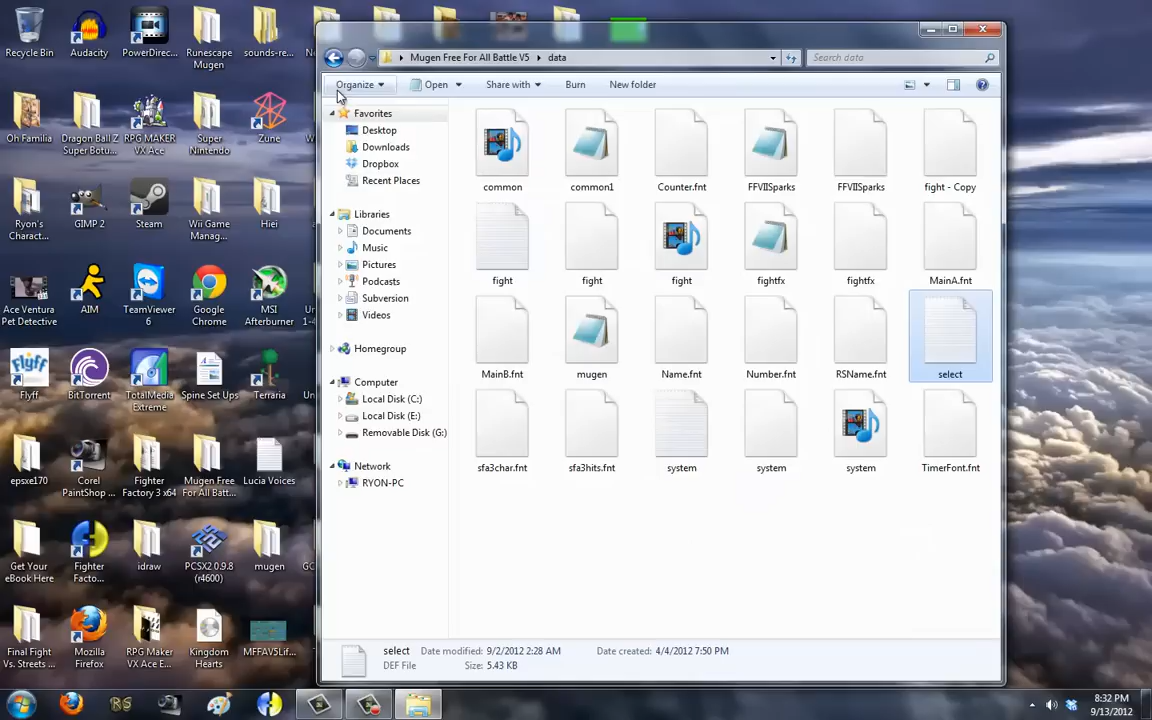 Recycle Bin
Audacity
PowerDirec...
Runescape
Mugen
sounds-re...
Oh Familia
Dragon Ball Z
Super Botu...
RPG MAKER
VX Ace
Super
Nintendo
Zune
Ryon's
Charact...
GIMP 2
Steam
Wii Game
Manag...
Hiei
Ace Ventura
Pet Detective
AIM
TeamViewer
6
Google
Chrome
MSI
Afterburner
Flyff
Flyff
BitTorrent
TotalMedia
Extreme
Spine Set Ups
Terraria
epsxe170
Corel
PaintShop ...
Fighter
Factory 3 x64
Mugen Free
For All Batt...
Lucia Voices
Get Your
eBook Here
Fighter
Facto...
idraw
PCSX2 0.9.8
(r4600)
mugen
Final Fight
Vs. Streets ...
Mozilla
Firefox
RPG Maker
VX Ace E...
Kingdom
Hearts
MFFAV5Lif...
Mugen Free For All Battle V5
data
Search data
Organize
Open
Share with
Burn
New folder
Favorites
Desktop
Downloads
Dropbox
Recent Places
Libraries
Documents
Music
Pictures
Podcasts
Subversion
Videos
Homegroup
Computer
Local Disk (C:)
Local Disk (E:)
Removable Disk (G:)
Network
RYON-PC
common
common1
Counter.fnt
FFVIISparks
FFVIISparks
fight - Copy
fight
fight
fight
fightfx
fightfx
MainA.fnt
MainB.fnt
mugen
Name.fnt
Number.fnt
RSName.fnt
select
sfa3char.fnt
sfa3hits.fnt
system
system
system
TimerFont.fnt
select
Date modified: 9/2/2012 2:28 AM
Date created: 4/4/2012 7:50 PM
DEF File
Size: 5.43 KB
RS
8:32 PM
9/13/2012